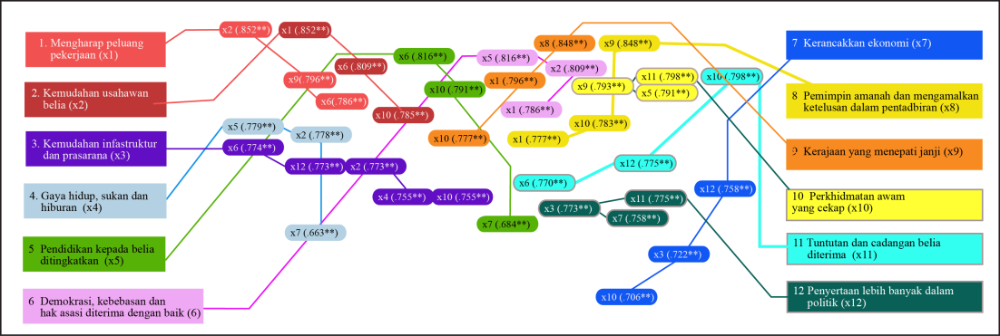 1. Mengharap peluang
pekerjaan (x1)
2. Kemudahan usahawan
belia (x2)
3. Kemudahan infastruktur
dan prasarana (x3)
4. Gaya hidup, sukan dan
hiburan (x4)
5 Pendidikan kepada belia
ditingkatkan (x5)
6 Demokrasi, kebebasan dan
hak asasi diterima dengan baik (6)
x2 (.852**)
x1 (.852**)
x9(.796**)
x6(.786**)
x6 (.809**)
x10 (.785**)
x5 (.779**)
x2 (.778**)
x7 (.663**)
x6 (.774**)
x12 (.773**)
x2 (.773**)
x4 (.755**)
x10 (.755**)
x6 (.816**)
x10 (.791**)
x7 (.684**)
x5 (.816**)
x2 (.809**)
x1 (.786**)
x8 (.848**)
x1 (.796**)
x10 (.777**)
x9 (.848**)
x10 (.783**)
x1 (.777**)
x11 (.798**)
x9 (.793**)
x5 (.791**)
x10 (.798**)
x12 (.775**)
x6 (.770**)
x11 (.775**)
x3 (.773**)
x7 (.758**)
x12 (.758**)
x3 (.722**)
x10 (.706**)
7 Kerancakkan ekonomi (x7)
8 Pemimpin amanah dan mengamalkan
ketelusan dalam pentadbiran (x8)
9 Kerajaan yang menepati janji (x9)
10 Perkhidmatan awam
yang cekap (x10)
11 Tuntutan dan cadangan belia
diterima (x11)
12 Penyertaan lebih banyak dalam
politik (x12)